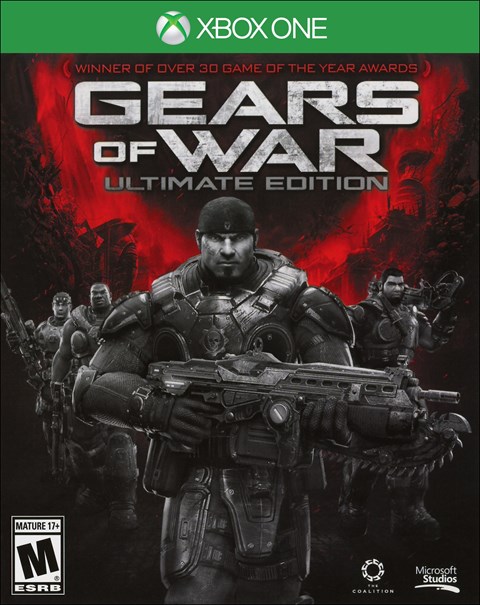 XBOX ONE
WINNER OF OVER 30 GAME OF THE YEAR AWARDS
GEARS
OF WAR
ULTIMATE EDITION
MATURE 17+
M
ESRB
THE
COALITION
Microsoft
Studios